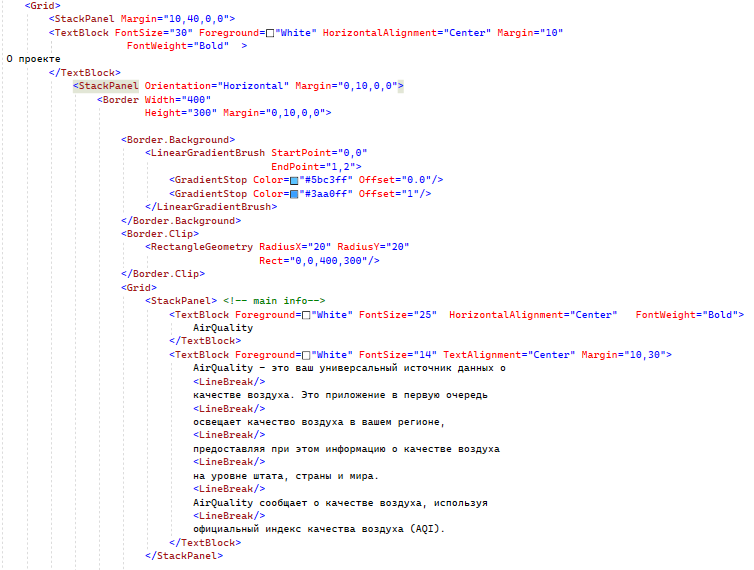 <Grid>
<StackPanel Margin="10,40,0,0">
<TextBlock FontSize="30" Foreground="White" HorizontalAlignment="Center" Margin="10"
FontWeight="Bold" >
О проекте
</TextBlock>
<StackPanel Orientation="Horizontal" Margin="0,10,0,0">
<Border Width="400"
Height="300" Margin="0,10,0,0">
<Border.Background>
<LinearGradientBrush StartPoint="0,0"
EndPoint="1,2">
<GradientStop Color="#5bc3ff" Offset="0.0"/>
<GradientStop Color="#3aa0ff" Offset="1"/>
</LinearGradientBrush>
</Border.Background>
<Border.Clip>
<RectangleGeometry RadiusX="20" RadiusY="20"
Rect="0,0,400,300"/>
</Border.Clip>
<Grid>
<StackPanel> <!-- main info-->
<TextBlock Foreground="White" FontSize="25" HorizontalAlignment="Center" FontWeight="Bold">
AirQuality
</TextBlock>
<TextBlock Foreground="White" FontSize="14" TextAlignment="Center" Margin="10,30">
AirQuality – это ваш универсальный источник данных о
<LineBreak/>
качестве воздуха. Это приложение в первую очередь
<LineBreak/>
освещает качество воздуха в вашем регионе,
<LineBreak/>
предоставляя при этом информацию о качестве воздуха
<LineBreak/>
на уровне штата, страны и мира.
<LineBreak/>
AirQuality сообщает о качестве воздуха, используя
<LineBreak/>
официальный индекс качества воздуха (AQI).
</TextBlock>
</StackPanel>